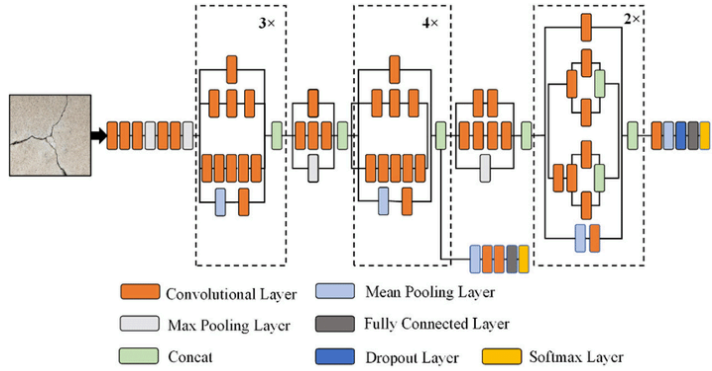 3× 4× 2×
Convolutional Layer Mean Pooling Layer
Max Pooling Layer Fully Connected Layer
Concat Dropout Layer Softmax Layer